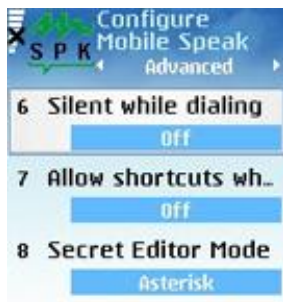 Configure
SPK Mobile Speak
Advanced
6 Silent while dialing
Off
7 Allow shortcuts wh...
Off
8 Secret Editor Mode
Asterisk